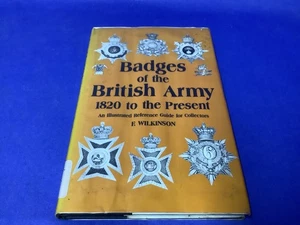 Badges
of the
British Army
1820 to the Present
An Illustrated Reference Guide for Collectors
F. WILKINSON